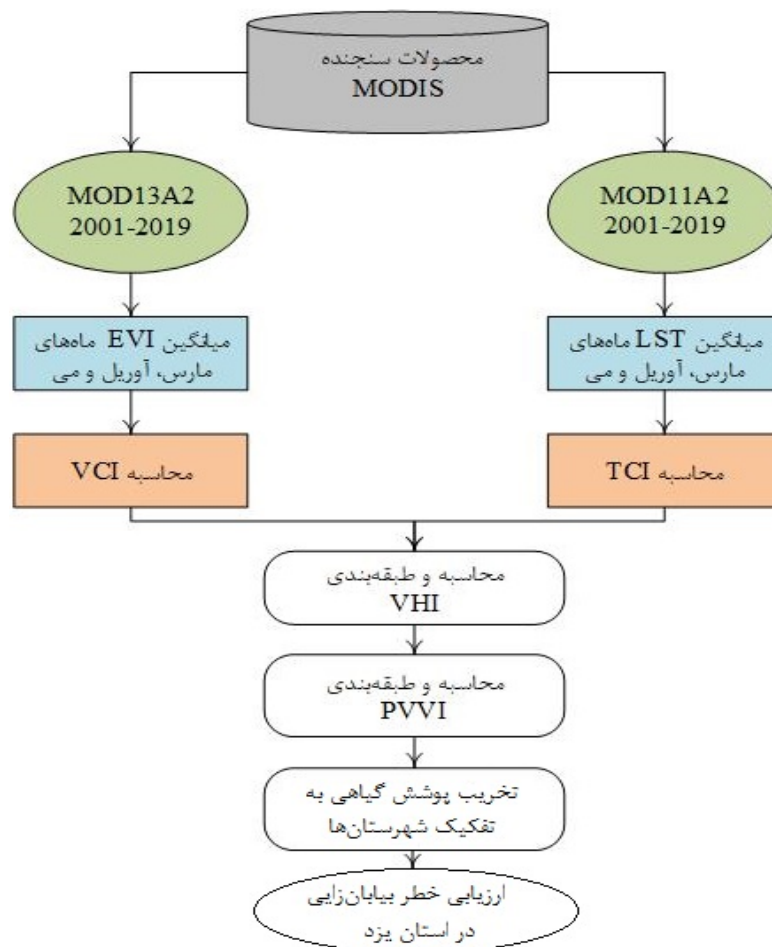 محصولات سنجنده
MODIS
MOD13A2
2001-2019
MOD11A2
2001-2019
میانگین EVI ماه‌های
مارس، آوریل و می
میانگین LST ماه‌های
مارس، آوریل و می
محاسبه VCI
محاسبه TCI
محاسبه و طبقه‌بندی
VHI
محاسبه و طبقه‌بندی
PVVI
تخریب پوشش گیاهی به
تفکیک شهرستان‌ها
ارزیابی خطر بیابان‌زایی
در استان یزد